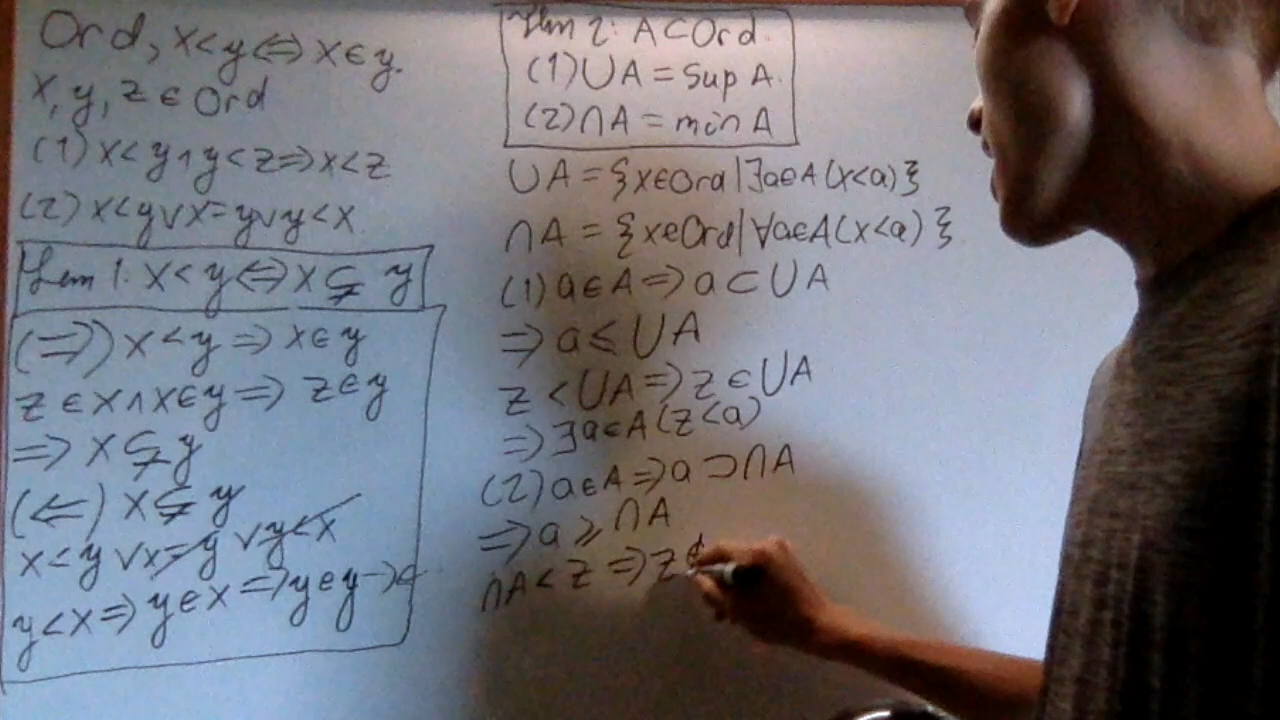 Ord, x<y⇔x∈y.
x, y, z ∈ Ord
(1) x<y∧y<z⇒x<z
(2) x<y∨x=y∨y<x.
Lem 1: x<y⇔x⊊y
(⇒) x<y⇒x∈y
z∈x∧x∈y⇒z∈y
⇒x⊊y
(⇐) x⊊y
x<y∨x=y∨y<x
y<x⇒y∈x⇒y∈y→←
Lem 2: A⊂Ord.
(1) ∪A = sup A.
(2) ∩A = min A
∪A = {x∈Ord|∃a∈A(x<a)}
∩A = {x∈Ord|∀a∈A(x<a)}
(1) a∈A⇒a⊂∪A
⇒a≤∪A
z<∪A⇒z∈∪A
⇒∃a∈A(z<a)
(2) a∈A⇒a⊃∩A
⇒a≥∩A
∩A<z⇒z∉